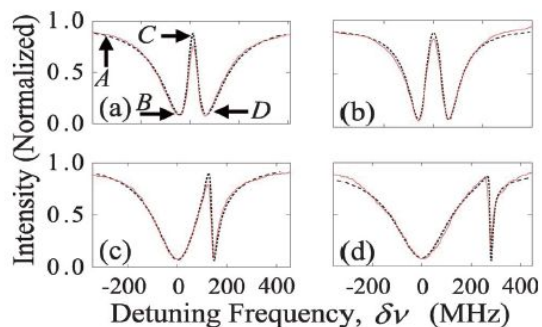 Intensity (Normalized)
1.0
0.5
0.0
A
B
C
D
(a)
(b)
1.0
0.5
0.0
(c)
(d)
-200 0 200 400
-200 0 200 400
Detuning Frequency, δν (MHz)